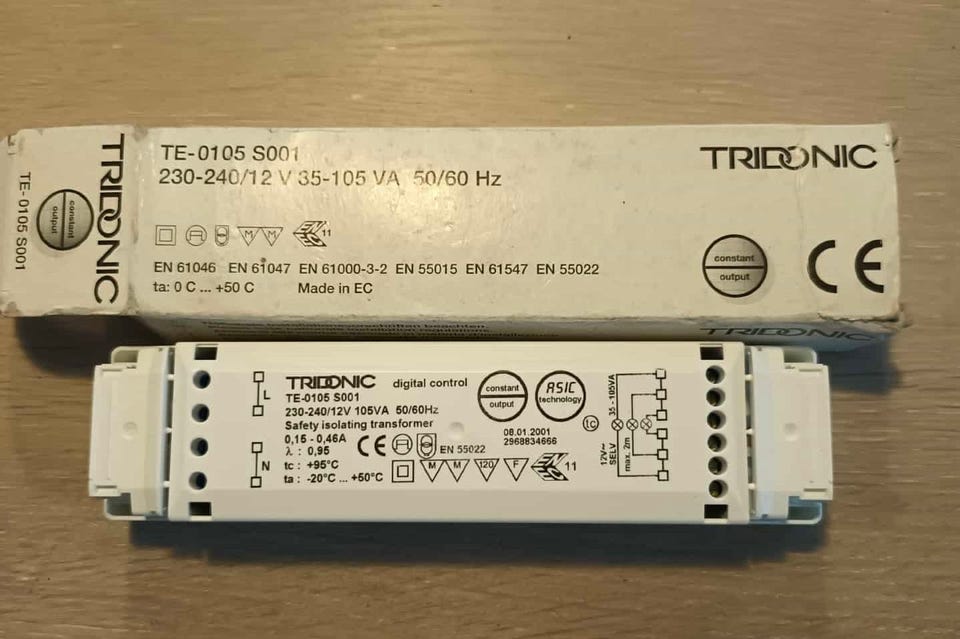 TE-0105 S001
TRIDONIC
constant
output
TE-0105 S001
230-240/12 V 35-105 VA 50/60 Hz
TRIDONIC
M M
11
EN 61046 EN 61047 EN 61000-3-2 EN 55015 EN 61547 EN 55022
ta: 0 C ... +50 C Made in EC
constant
output
CE
TRIDONIC
L
N
TRIDONIC digital control
TE-0105 S001
230-240/12V 105VA 50/60Hz
Safety isolating transformer
0,15 - 0,46A
λ : 0,95
tc : +95°C
ta : -20°C ... +50°C
CE
EN 55022
M M 120 F
11
constant
output
ASIC
technology
08.01.2001
2968834666
tc
12V~
SELV
max. 2m
35 - 105VA